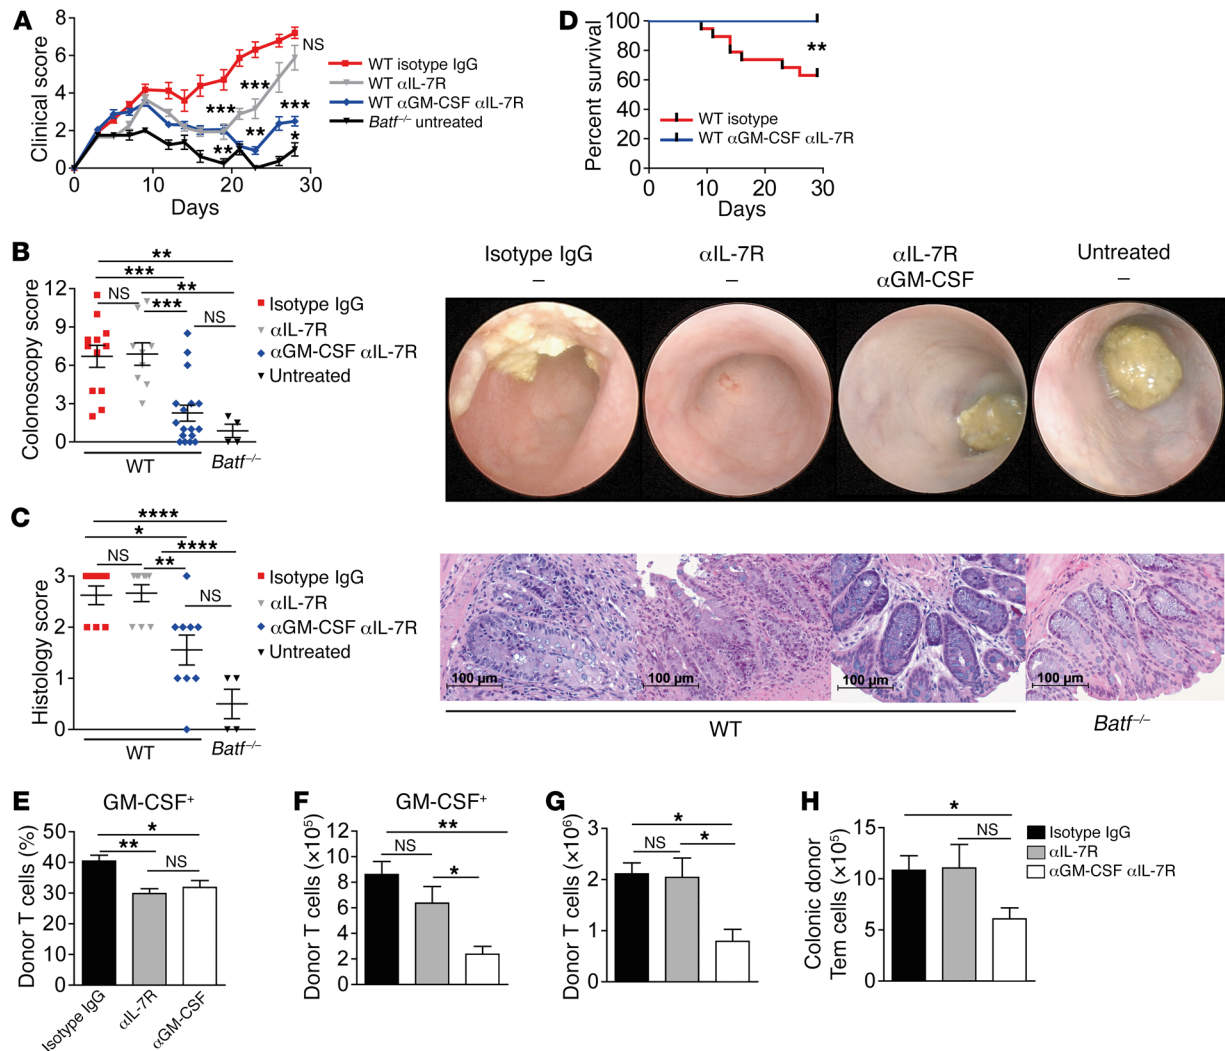 A
Clinical score
8
6
4
2
0
0
10
20
30
Days
NS
***
***
***
**
**
*
WT isotype IgG
WT αIL-7R
WT αGM-CSF αIL-7R
Batf–/– untreated
D
Percent survival
100
80
60
40
20
0
0
10
20
30
Days
**
WT isotype
WT αGM-CSF αIL-7R
B
Colonoscopy score
12
9
6
3
0
**
***
NS
**
***
NS
WT
Batf–/–
Isotype IgG
αIL-7R
αGM-CSF αIL-7R
Untreated
Isotype IgG
–
αIL-7R
–
αIL-7R
αGM-CSF
Untreated
–
C
Histology score
3
2
1
0
****
*
NS
****
**
NS
WT
Batf–/–
Isotype IgG
αIL-7R
αGM-CSF αIL-7R
Untreated
100 µm
100 µm
100 µm
100 µm
WT
Batf–/–
E
GM-CSF+
Donor T cells (%)
50
40
30
20
10
0
*
**
NS
Isotype IgG
αIL-7R
αGM-CSF
F
GM-CSF+
Donor T cells (×10⁵)
12
10
8
6
4
2
0
**
NS
*
G
Donor T cells (×10⁶)
3
2
1
0
*
NS
*
H
Colonic donor
Tem cells (×10⁵)
15
10
5
0
*
NS
Isotype IgG
αIL-7R
αGM-CSF αIL-7R